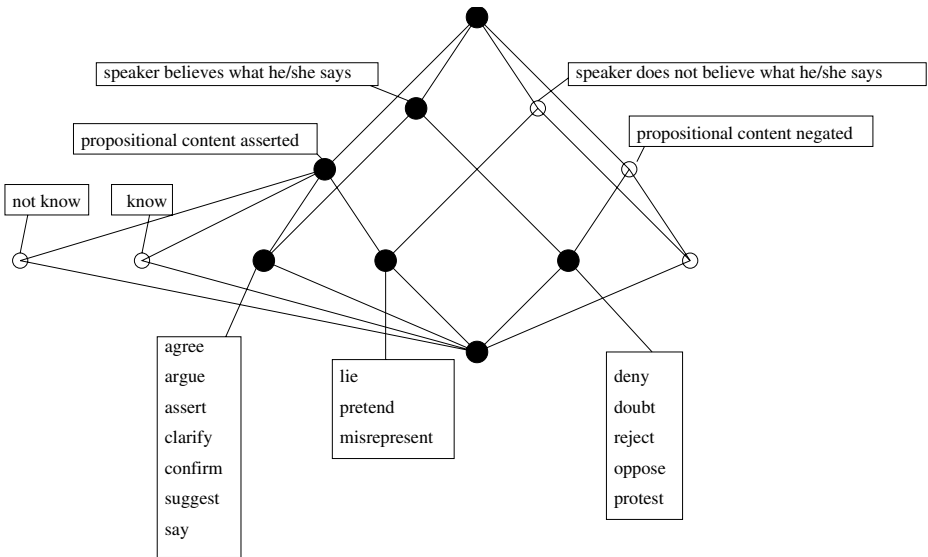 speaker believes what he/she says
speaker does not believe what he/she says
propositional content asserted
propositional content negated
not know
know
agree
argue
assert
clarify
confirm
suggest
say
lie
pretend
misrepresent
deny
doubt
reject
oppose
protest